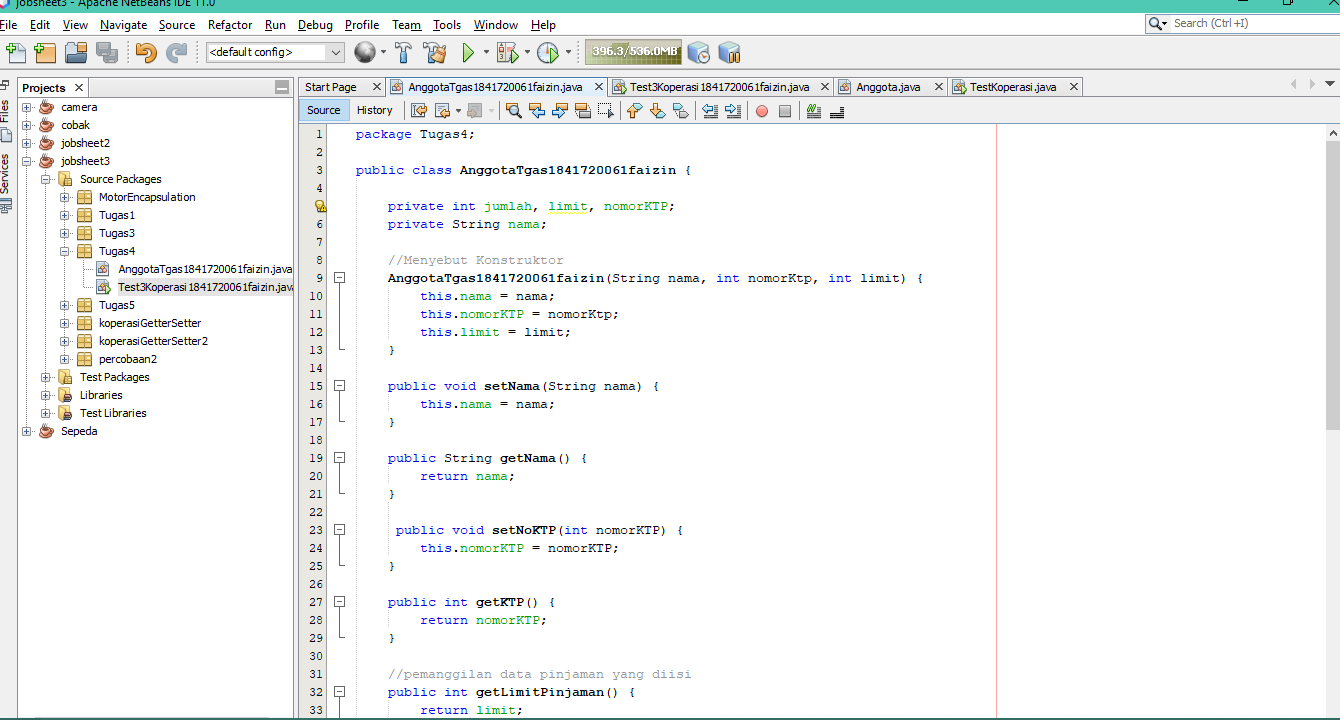 jobsheet3 - Apache NetBeans IDE 11.0
File Edit View Navigate Source Refactor Run Debug Profile Team Tools Window Help
Search (Ctrl+I)
<default config>
396.3/536.0MB
Files
Services
Projects
camera
cobak
jobsheet2
jobsheet3
Source Packages
MotorEncapsulation
Tugas1
Tugas3
Tugas4
AnggotaTgas1841720061faizin.java
Test3Koperasi1841720061faizin.java
Tugas5
koperasiGetterSetter
koperasiGetterSetter2
percobaan2
Test Packages
Libraries
Test Libraries
Sepeda
Start Page AnggotaTgas1841720061faizin.java Test3Koperasi1841720061faizin.java Anggota.java TestKoperasi.java
Source History
1 package Tugas4;
2
3 public class AnggotaTgas1841720061faizin {
4
private int jumlah, limit, nomorKTP;
6 private String nama;
7
8 //Menyebut Konstruktor
9 AnggotaTgas1841720061faizin(String nama, int nomorKtp, int limit) {
10 this.nama = nama;
11 this.nomorKTP = nomorKtp;
12 this.limit = limit;
13 }
14
15 public void setNama(String nama) {
16 this.nama = nama;
17 }
18
19 public String getNama() {
20 return nama;
21 }
22
23 public void setNoKTP(int nomorKTP) {
24 this.nomorKTP = nomorKTP;
25 }
26
27 public int getKTP() {
28 return nomorKTP;
29 }
30
31 //pemanggilan data pinjaman yang diisi
32 public int getLimitPinjaman() {
33 return limit;